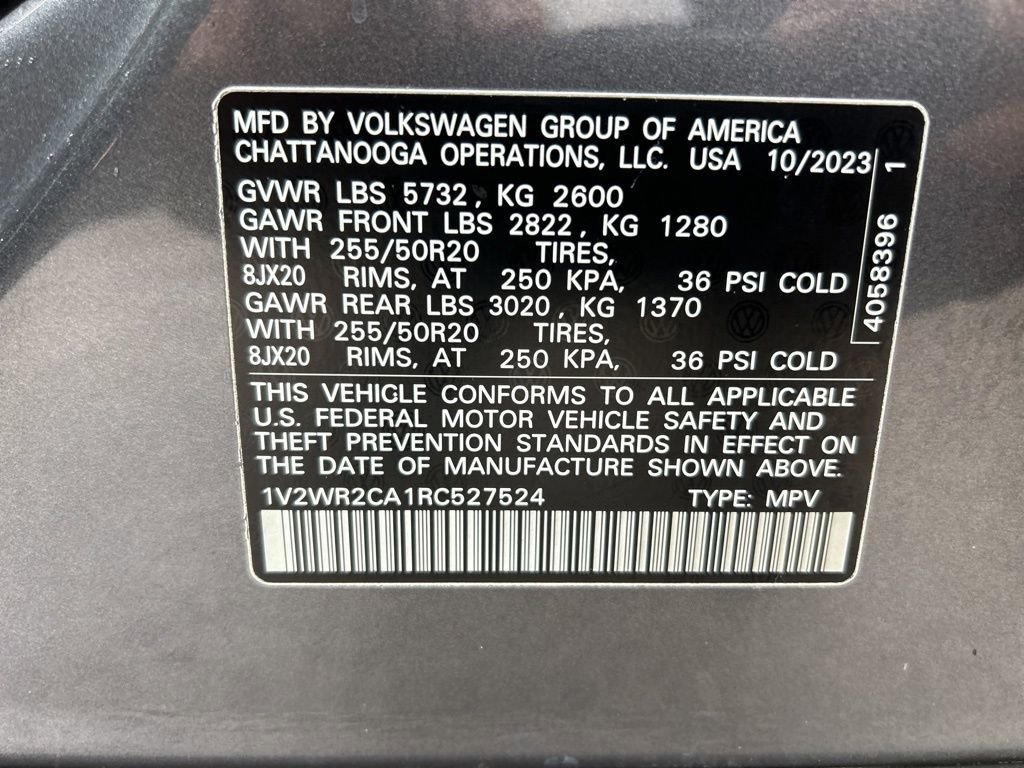 MFD BY VOLKSWAGEN GROUP OF AMERICA
CHATTANOOGA OPERATIONS, LLC. USA 10/2023
GVWR LBS 5732, KG 2600
GAWR FRONT LBS 2822, KG 1280
WITH 255/50R20 TIRES,
8JX20 RIMS, AT 250 KPA, 36 PSI COLD
GAWR REAR LBS 3020, KG 1370
WITH 255/50R20 TIRES,
8JX20 RIMS, AT 250 KPA, 36 PSI COLD
4058396 1
THIS VEHICLE CONFORMS TO ALL APPLICABLE
U.S. FEDERAL MOTOR VEHICLE SAFETY AND
THEFT PREVENTION STANDARDS IN EFFECT ON
THE DATE OF MANUFACTURE SHOWN ABOVE.
1V2WR2CA1RC527524 TYPE: MPV